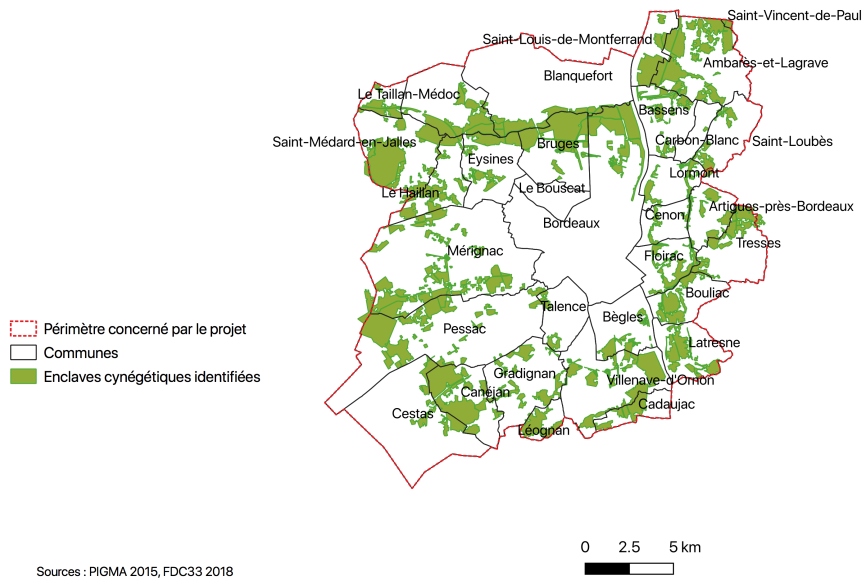 Saint-Vincent-de-Paul
Saint-Louis-de-Montferrand
Ambarès-et-Lagrave
Blanquefort
Le Taillan-Médoc
Bassens
Saint-Médard-en-Jalles
Bruges
Carbon-Blanc
Saint-Loubès
Eysines
Lormont
Le Haillan
Le Bouscat
Artigues-près-Bordeaux
Cenon
Bordeaux
Tresses
Mérignac
Floirac
Bouliac
Talence
Bègles
Pessac
Latresne
Gradignan
Villenave-d'Ornon
Canéjan
Cadaujac
Cestas
Léognan
Périmètre concerné par le projet
Communes
Enclaves cynégétiques identifiées
0 2.5 5 km
Sources : PIGMA 2015, FDC33 2018